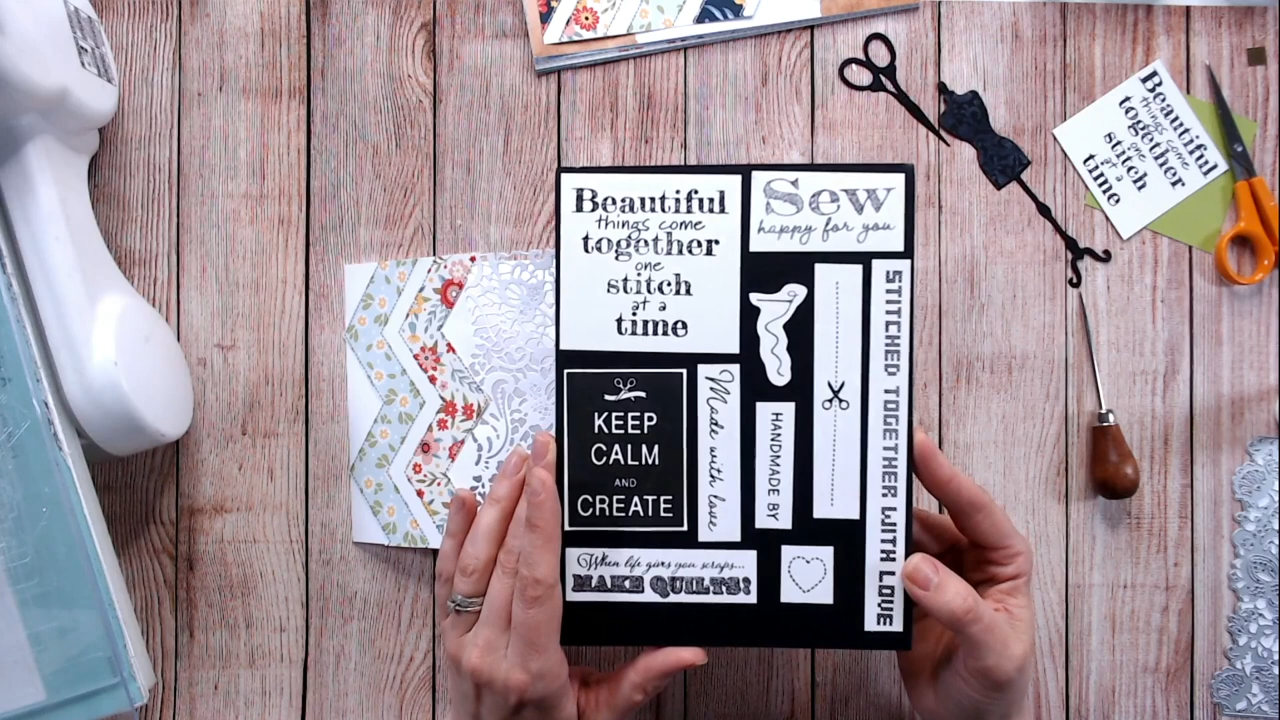 Beautiful
things come
together
one
stitch
at a
time
Sew
happy for you
STITCHED TOGETHER WITH LOVE
KEEP
CALM
AND
CREATE
Made with love
HANDMADE BY
When life gives you scraps...
MAKE QUILTS!
Beautiful
things come
together
one
stitch
at a
time